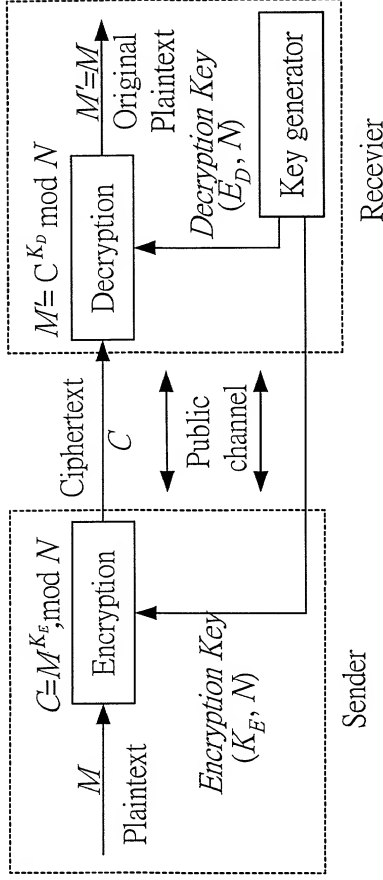 C=M^{K_E},mod N
M
Plaintext
Encryption
Encryption Key
(K_E, N)
Sender
Ciphertext
C
Public
channel
M'=C^{K_D} mod N
Decryption
M'=M
Original
Plaintext
Decryption Key
(E_D, N)
Key generator
Recevier